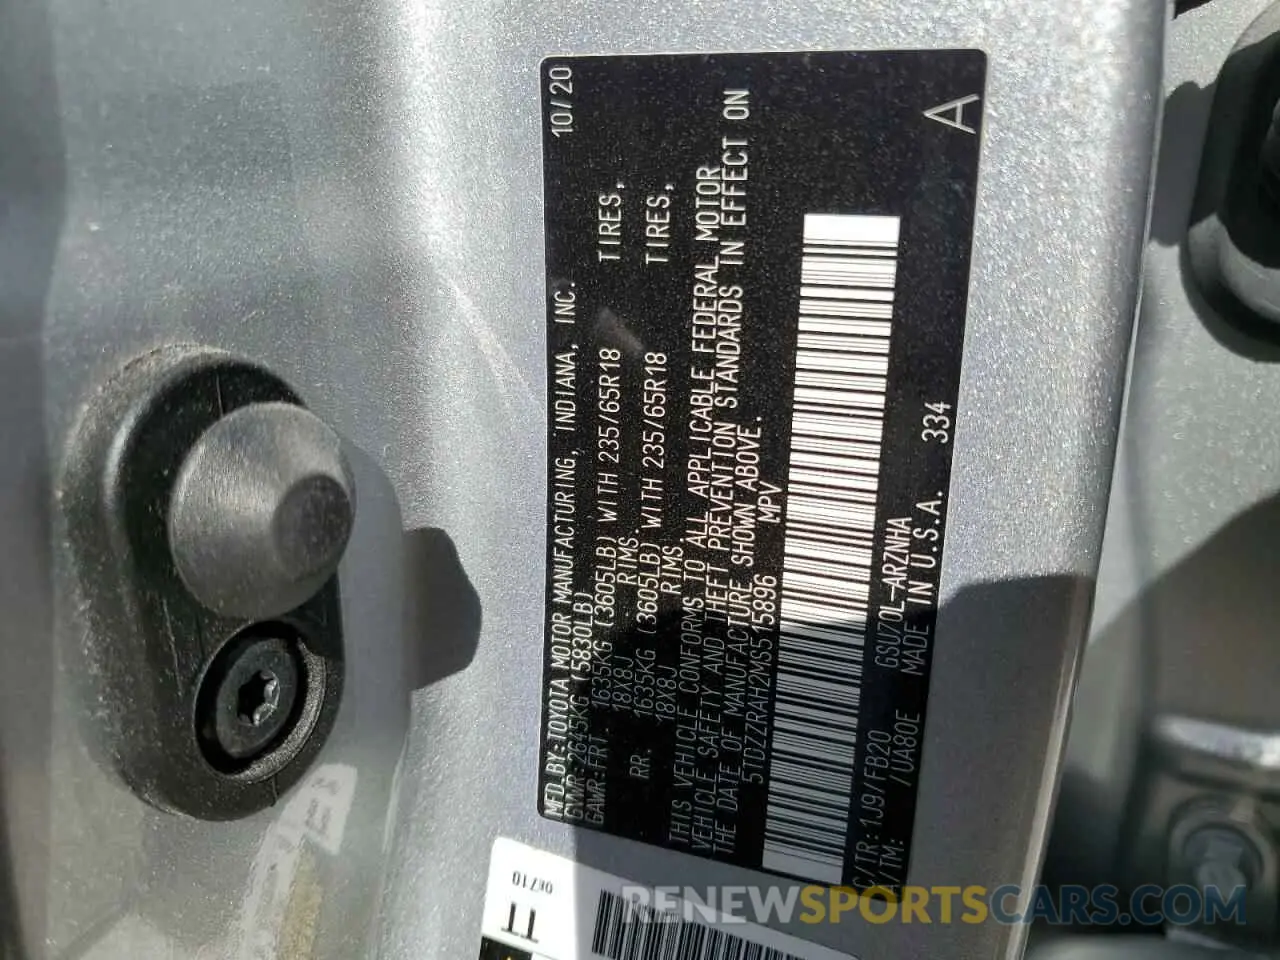 MFD.BY:TOYOTA MOTOR MANUFACTURING, INDIANA, INC. 10/20
GVWR:2645KG (5830LB)
GAWR:FRT. 1635KG (3605LB) WITH 235/65R18 TIRES,
18X8J RIMS.
RR. 1635KG (3605LB) WITH 235/65R18 TIRES,
18X8J RIMS.
THIS VEHICLE CONFORMS TO ALL APPLICABLE FEDERAL MOTOR
VEHICLE SAFETY AND THEFT PREVENTION STANDARDS IN EFFECT ON
THE DATE OF MANUFACTURE SHOWN ABOVE.
5TDZZRAH2MS515896 MPV
C/TR:1J9/FB20 GSU70L-ARZNHA
A/TM: /UA80E MADE IN U.S.A. 334
A
0E710
TT
RENEWSPORTSCARS.COM